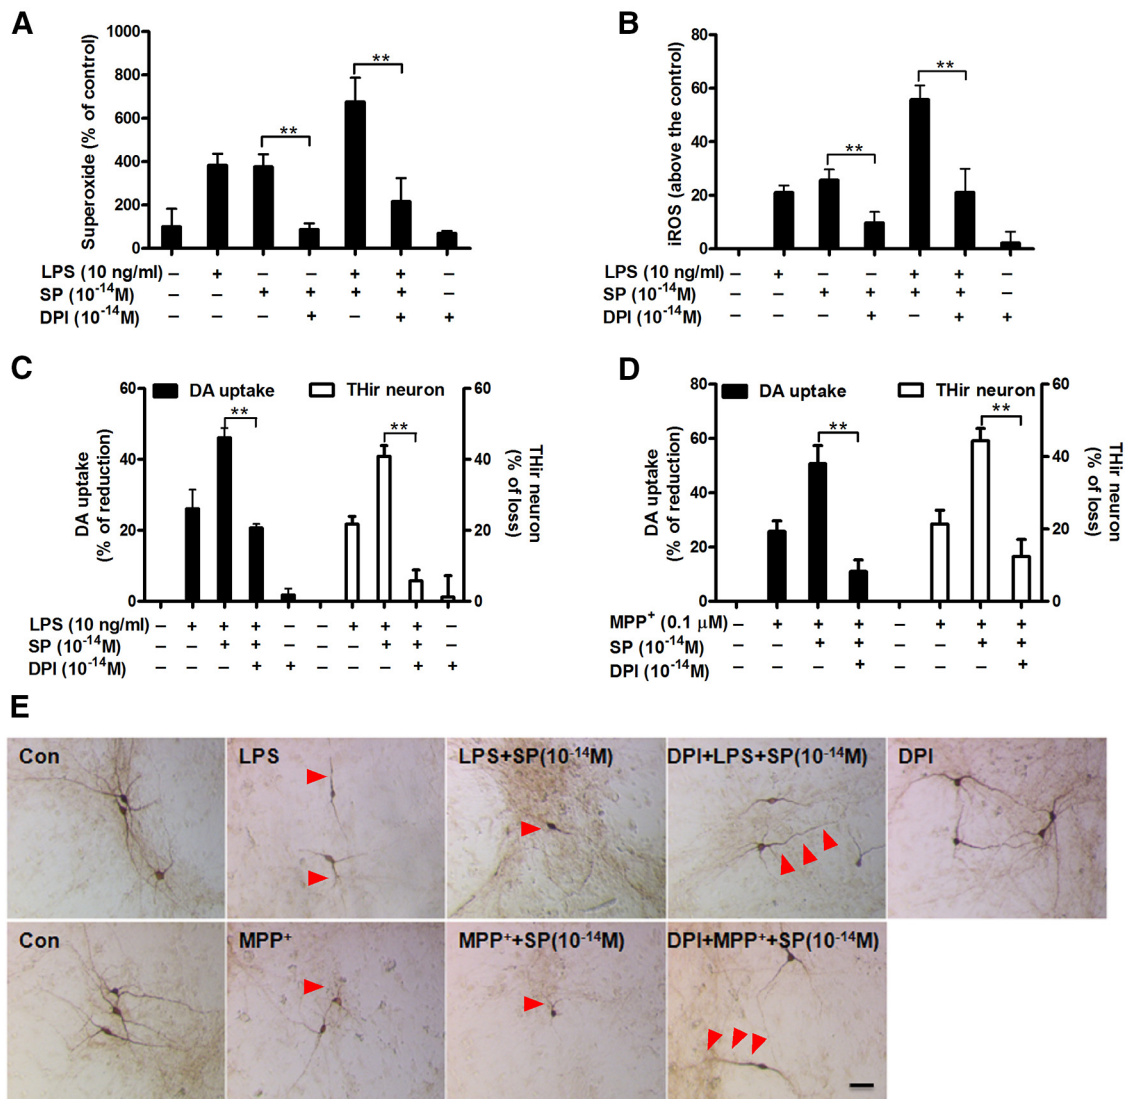 A
1000
800
600
400
200
0
Superoxide (% of control)
**
**
LPS (10 ng/ml) – + – – + + –
SP (10⁻¹⁴M) – – + + + + –
DPI (10⁻¹⁴M) – – – + – + +
B
80
60
40
20
0
iROS (above the control)
**
**
LPS (10 ng/ml) – + – – + + –
SP (10⁻¹⁴M) – – + + + + –
DPI (10⁻¹⁴M) – – – + – + +
C
DA uptake
THir neuron
60
40
20
0
DA uptake
(% of reduction)
**
**
60
40
20
0
THir neuron
(% of loss)
LPS (10 ng/ml) – + + + – – + + + –
SP (10⁻¹⁴M) – – + + – – – + + –
DPI (10⁻¹⁴M) – – – + + – – – + +
D
DA uptake
THir neuron
80
60
40
20
0
DA uptake
(% of reduction)
**
**
60
40
20
0
THir neuron
(% of loss)
MPP⁺ (0.1 μM) – + + + – + + +
SP (10⁻¹⁴M) – – + + – – + +
DPI (10⁻¹⁴M) – – – + – – – +
E
Con
LPS
LPS+SP(10⁻¹⁴M)
DPI+LPS+SP(10⁻¹⁴M)
DPI
Con
MPP⁺
MPP⁺+SP(10⁻¹⁴M)
DPI+MPP⁺+SP(10⁻¹⁴M)